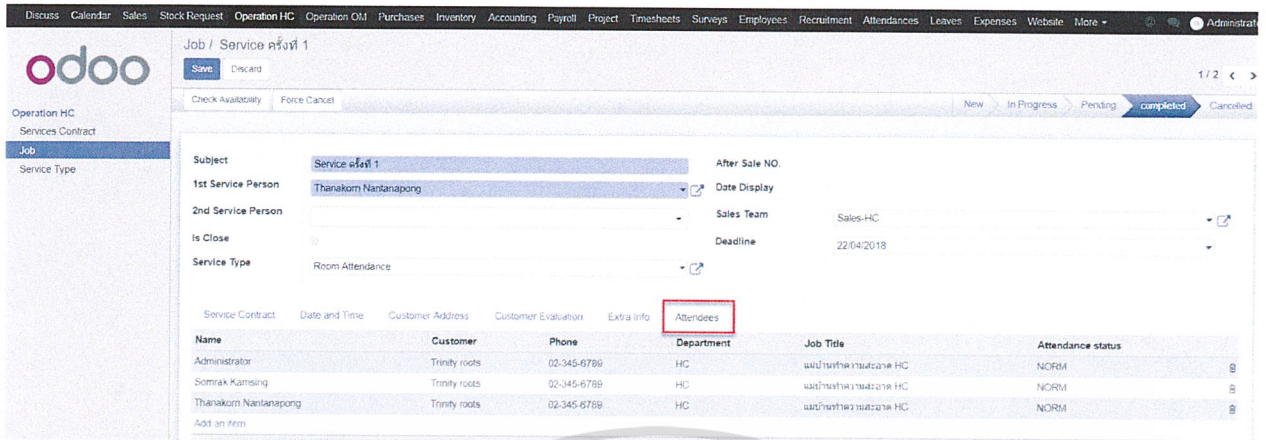 Discuss Calendar Sales Stock Request Operation HC Operation OM Purchases Inventory Accounting Payroll Project Timesheets Surveys Employees Recruitment Attendances Leaves Expenses Website More Administrato
odoo
Job / Service ครั้งที่ 1
Save Discard
1 / 2
Check Availability Force Cancel
New In Progress Pending completed Cancelled
Operation HC
Services Contract
Job
Service Type
Subject Service ครั้งที่ 1 After Sale NO.
1st Service Person Thanakorn Nantanapong Date Display
2nd Service Person Sales Team Sales-HC
Is Close Deadline 22/04/2018
Service Type Room Attendance
Service Contract Date and Time Customer Address Customer Evaluation Extra Info Attendees
Name Customer Phone Department Job Title Attendance status
Administrator Trinity roots 02-345-6789 HC แม่บ้านทำความสะอาด HC NORM
Somrak Kamsing Trinity roots 02-345-6789 HC แม่บ้านทำความสะอาด HC NORM
Thanakorn Nantanapong Trinity roots 02-345-6789 HC แม่บ้านทำความสะอาด HC NORM
Add an item